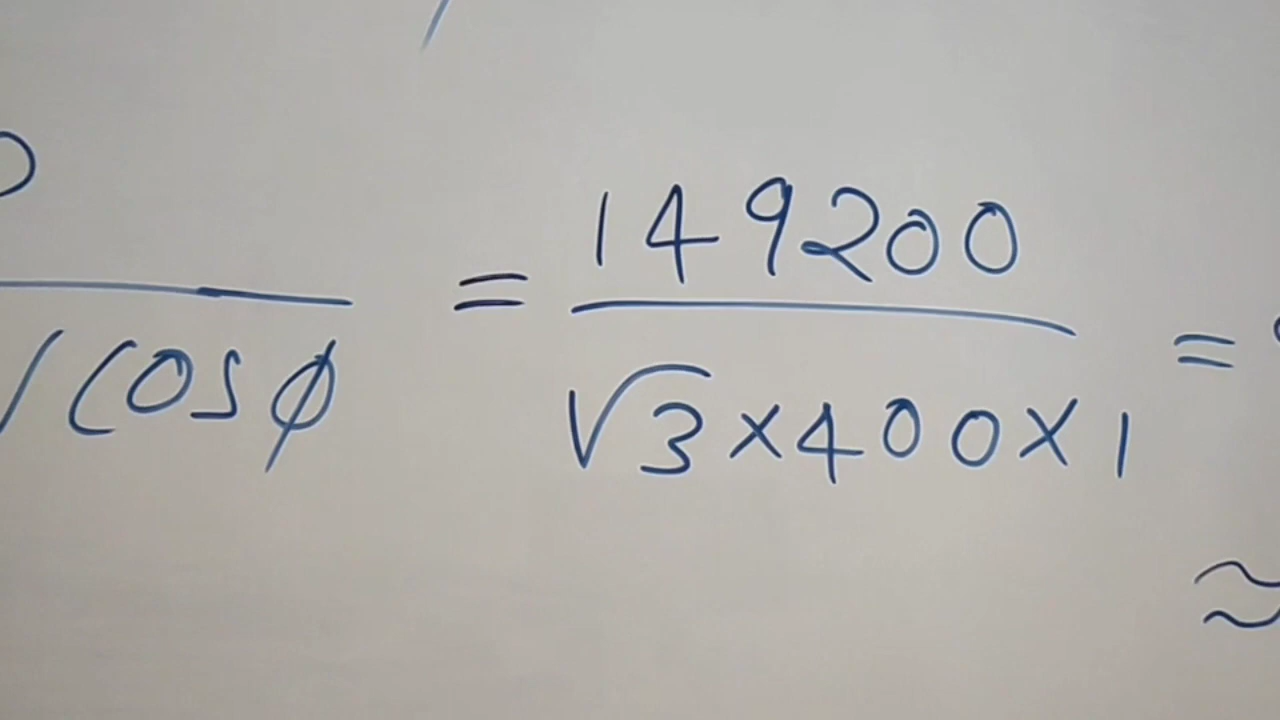 149200
cosφ = ――― =
√3×400×1
≈